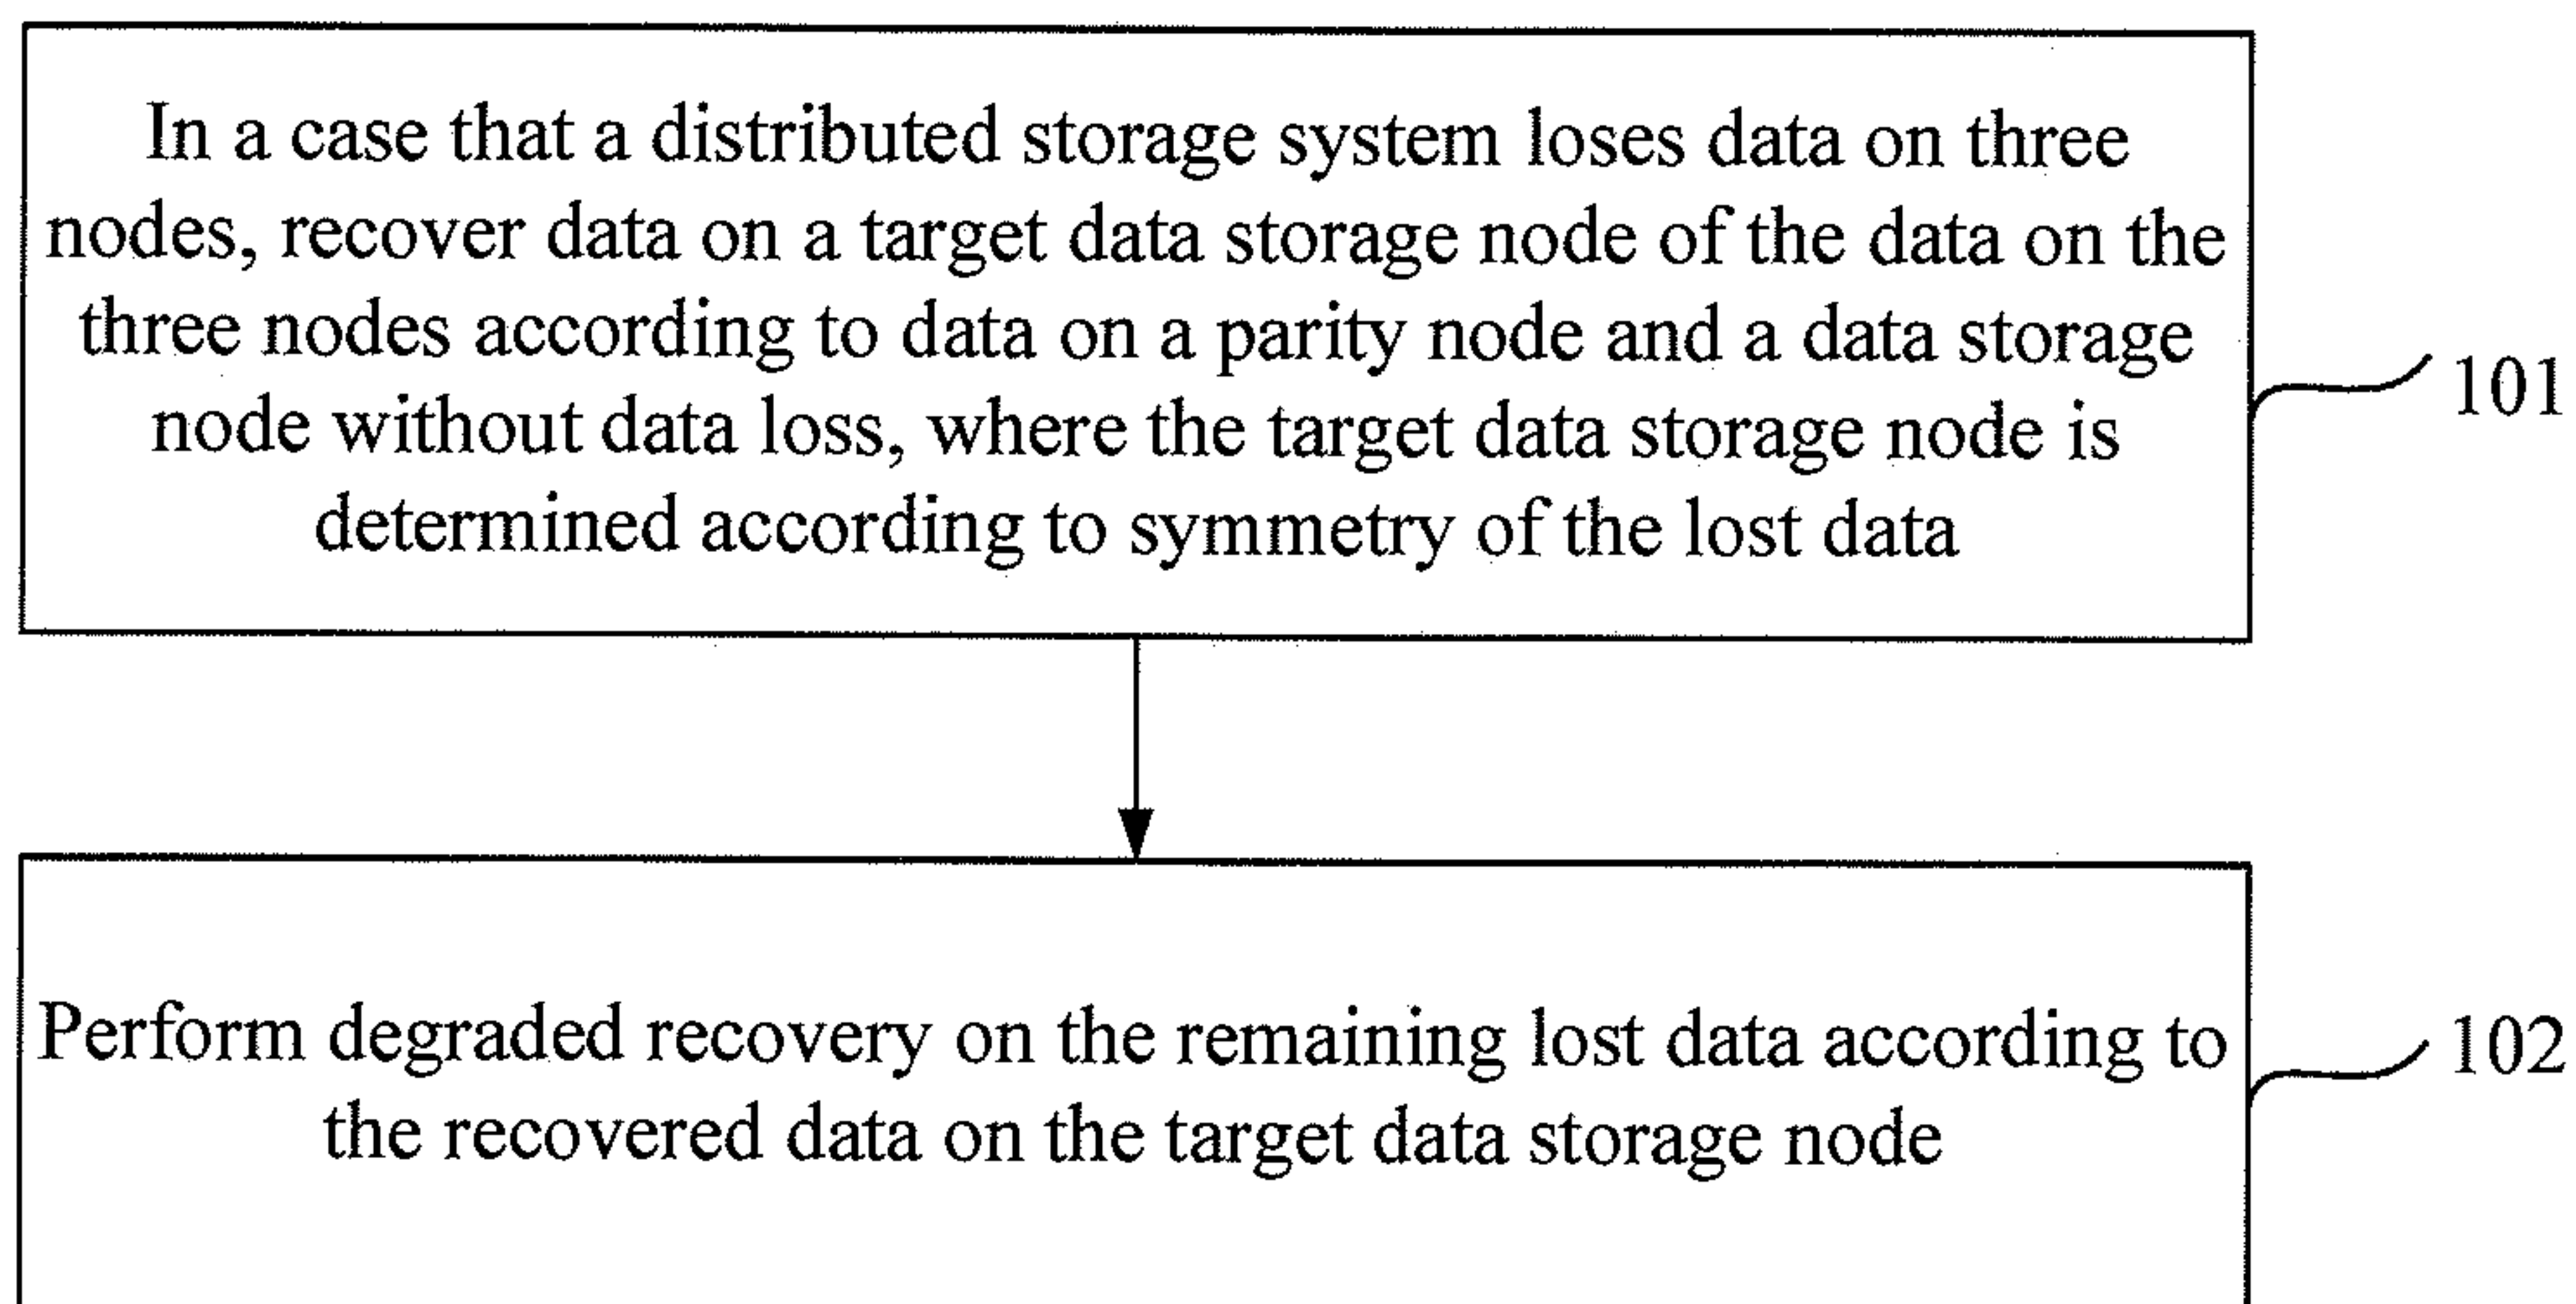 In a case that a distributed storage system loses data on three
nodes, recover data on a target data storage node of the data on the
three nodes according to data on a parity node and a data storage
node without data loss, where the target data storage node is
determined according to symmetry of the lost data
101
Perform degraded recovery on the remaining lost data according to
the recovered data on the target data storage node
102